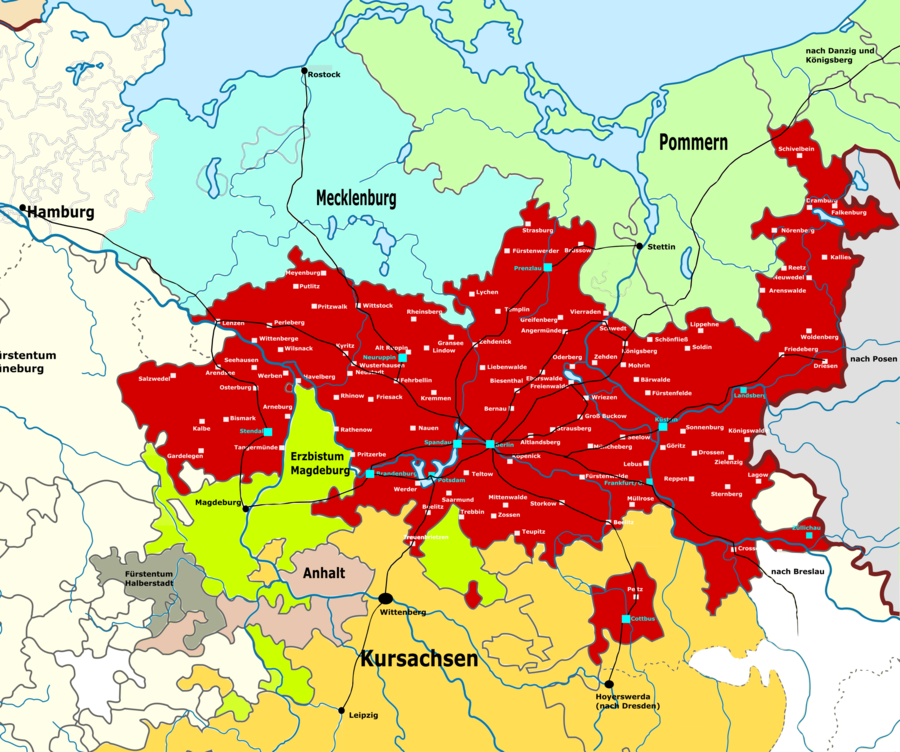 nach Danzig und
Königsberg
Rostock
Pommern
Schivelbein
Mecklenburg
Hamburg
Dramburg
Falkenburg
Strasburg
Nörenberg
Fürstenwerder
Brüssow
Stettin
Kallies
Prenzlau
Reetz
Meyenburg
Neuwedel
Putlitz
Lychen
Arenswalde
Pritzwalk
Wittstock
Rheinsberg
Templin
Vierraden
Greifenberg
Lenzen
Perleberg
Angermünde
Schwedt
Lippehne
Woldenberg
Wittenberge
Gransee
Zehdenick
Schönfließ
Kyritz
Alt Ruppin
Lindow
Königsberg
Soldin
Friedeberg
Wilsnack
Neuruppin
Oderberg
Zehden
ürstentum
üneburg
Seehausen
Wusterhausen
Mohrin
nach Posen
Arendsee
Liebenwalde
Driesen
Salzwedel
Werben
Havelberg
Neustadt
Fehrbellin
Biesenthal
Eberswalde
Freienwalde
Bärwalde
Osterburg
Rhinow
Friesack
Kremmen
Wriezen
Fürstenfelde
Landsberg
Arneburg
Bernau
Bismark
Groß Buckow
Küstrin
Kalbe
Stendal
Rathenow
Nauen
Strausberg
Sonnenburg
Königswalde
Tangermünde
Spandau
Berlin
Altlandsberg
Müncheberg
Seelow
Göritz
Gardelegen
Erzbistum
Magdeburg
Pritzerbe
Köpenick
Drossen
Zielenzig
Lebus
Brandenburg
Potsdam
Teltow
Fürstenwalde
Frankfurt/O
Reppen
Lagow
Werder
Sternberg
Magdeburg
Saarmund
Mittenwalde
Storkow
Müllrose
Beelitz
Trebbin
Zossen
Beeskow
Züllichau
Treuenbrietzen
Teupitz
Crossen
Fürstentum
Halberstadt
Anhalt
nach Breslau
Peitz
Wittenberg
Cottbus
Kursachsen
Hoyerswerda
(nach Dresden)
Leipzig